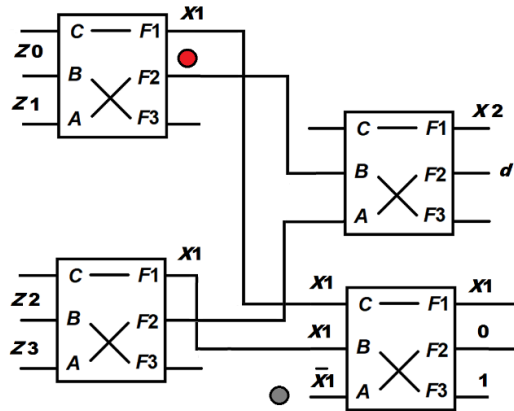 X1
C F1
Z0
B F2
Z1
A F3
C F1 X2
B F2 d
A F3
X1
C F1
Z2
B F2
Z3
A F3
X1 C F1 X1
X1 B F2 0
X̅1 A F3 1